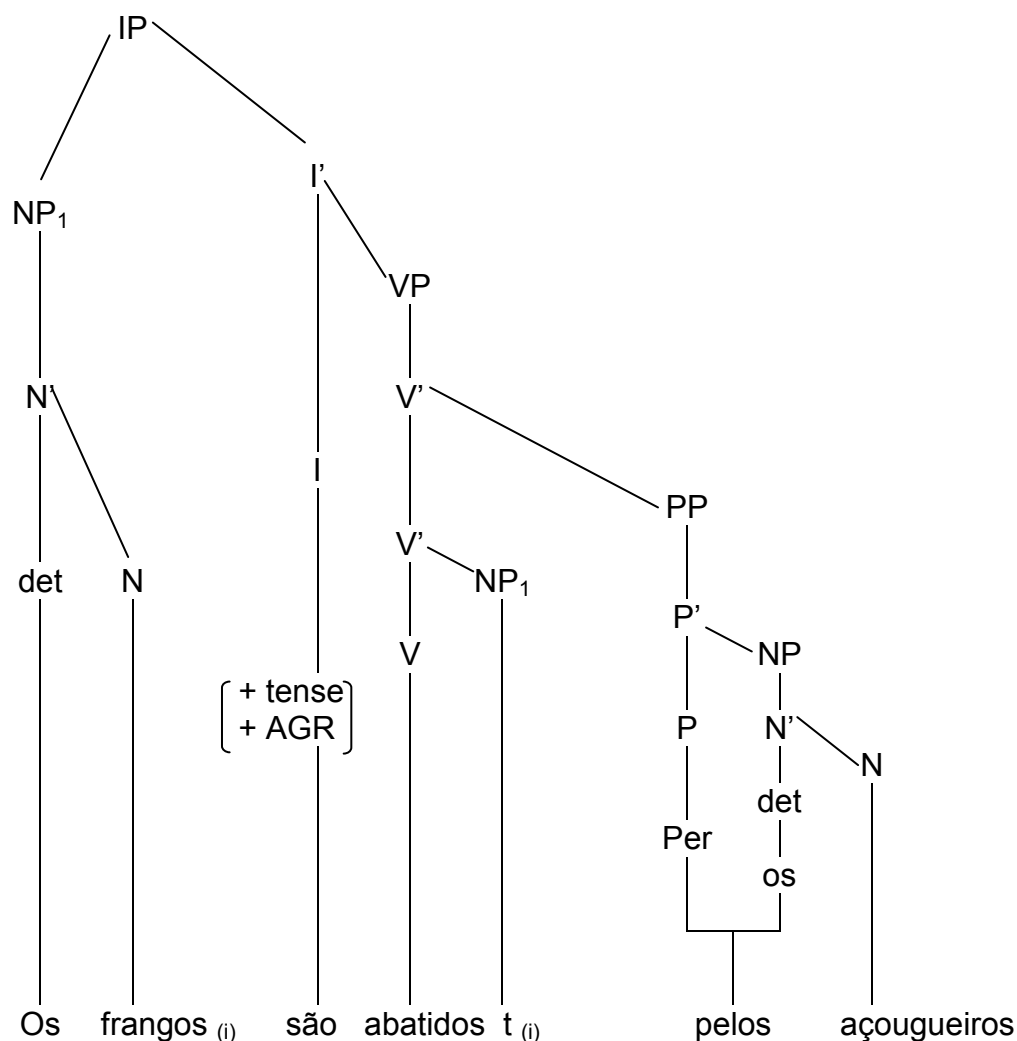 IP
I’
NP₁
VP
N’
V’
I
PP
V’
det N NP₁
P’
V NP
+ tense
+ AGR
P N’
N
det
Per
os
Os frangos (i) são abatidos t (i) pelos açougueiros